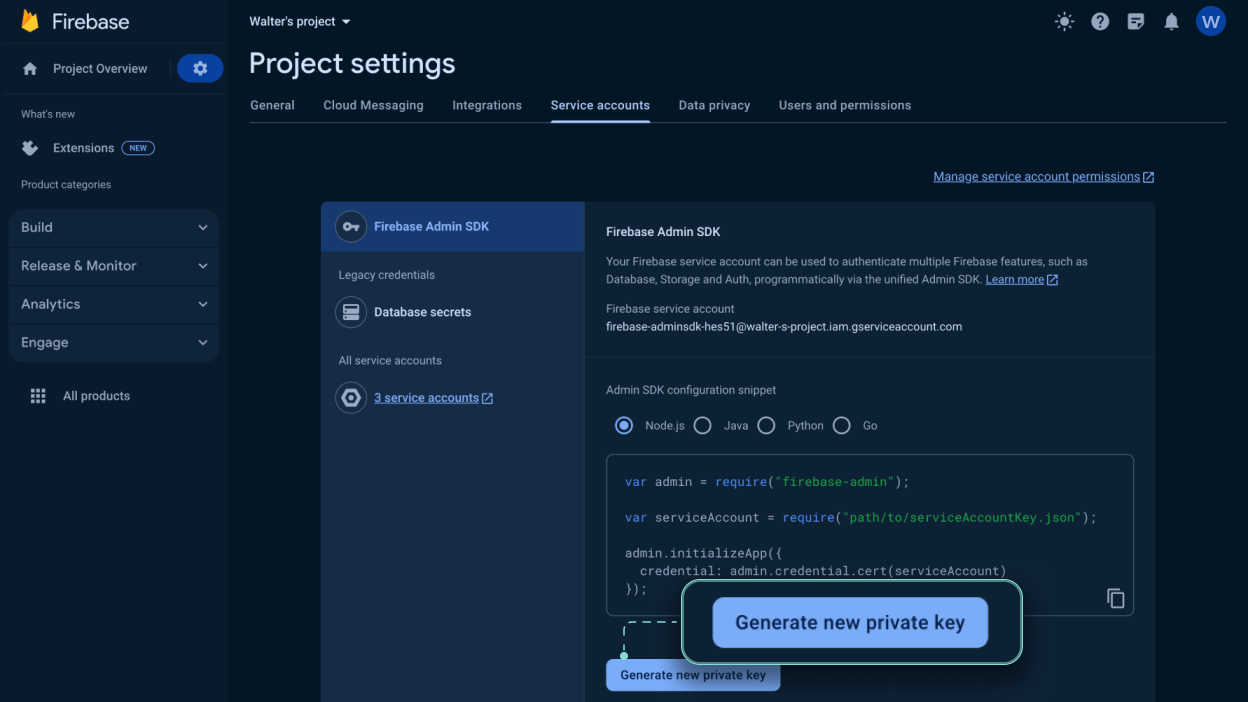 Firebase
Walter's project
W
Project Overview
Project settings
General
Cloud Messaging
Integrations
Service accounts
Data privacy
Users and permissions
What's new
Extensions NEW
Product categories
Build
Release & Monitor
Analytics
Engage
All products
Manage service account permissions
Firebase Admin SDK
Legacy credentials
Database secrets
All service accounts
3 service accounts
Firebase Admin SDK
Your Firebase service account can be used to authenticate multiple Firebase features, such as
Database, Storage and Auth, programmatically via the unified Admin SDK. Learn more
Firebase service account
firebase-adminsdk-hes51@walter-s-project.iam.gserviceaccount.com
Admin SDK configuration snippet
Node.js Java Python Go
var admin = require("firebase-admin");
var serviceAccount = require("path/to/serviceAccountKey.json");
admin.initializeApp({
credential: admin.credential.cert(serviceAccount)
});
Generate new private key
Generate new private key